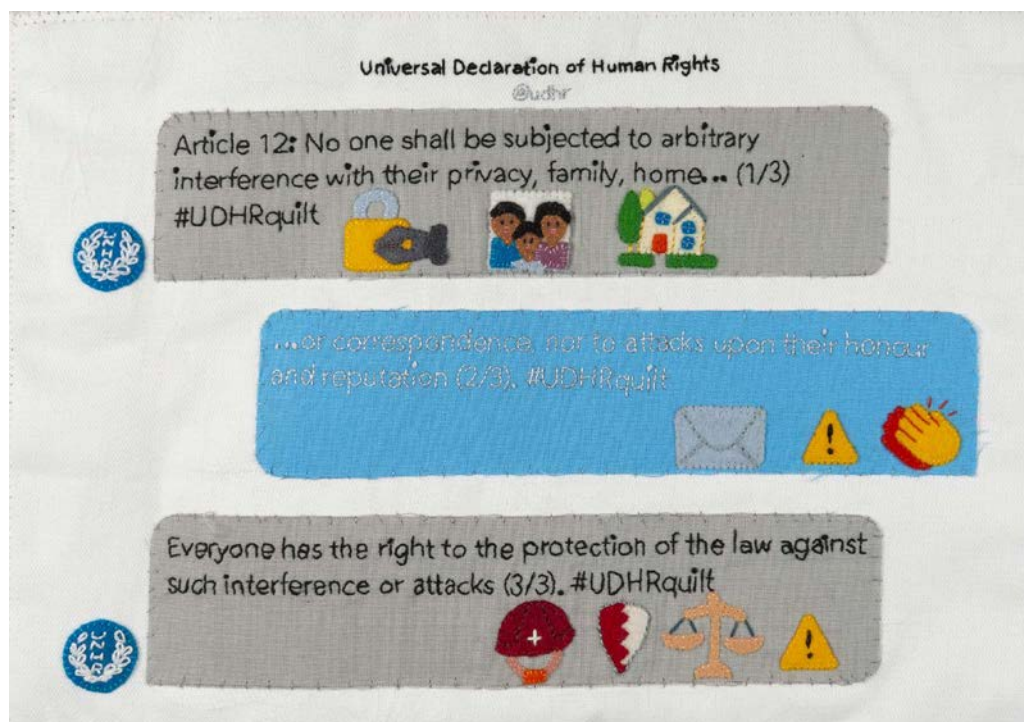 Universal Declaration of Human Rights
@udhr
Article 12: No one shall be subjected to arbitrary
interference with their privacy, family, home... (1/3)
#UDHRquilt
...or correspondence, nor to attacks upon their honour
and reputation (2/3). #UDHRquilt
Everyone has the right to the protection of the law against
such interference or attacks (3/3). #UDHRquilt